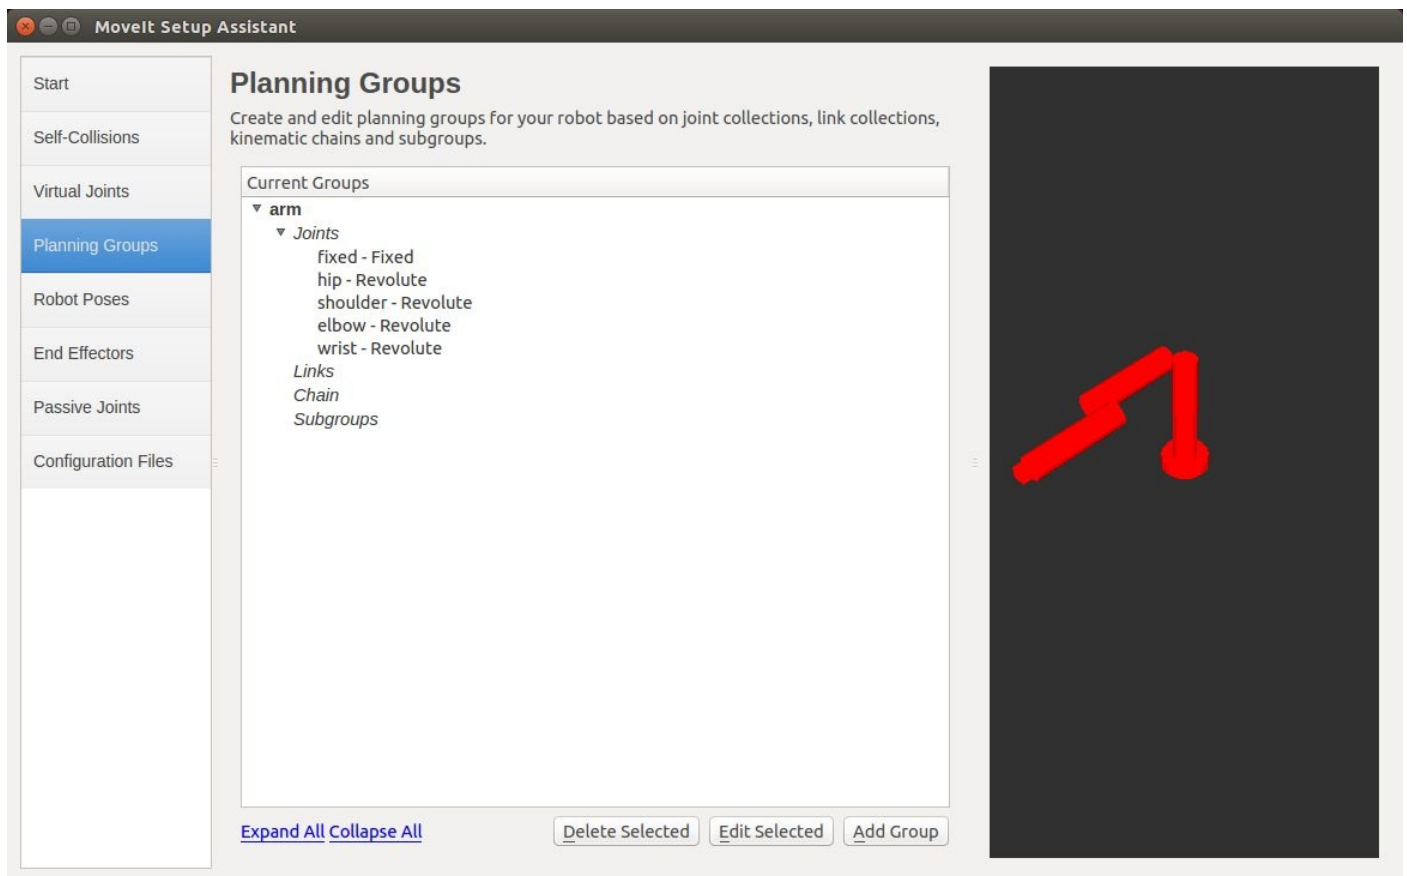 MoveIt Setup Assistant
Start
Self-Collisions
Virtual Joints
Planning Groups
Robot Poses
End Effectors
Passive Joints
Configuration Files
Planning Groups
Create and edit planning groups for your robot based on joint collections, link collections,
kinematic chains and subgroups.
Current Groups
arm
Joints
fixed - Fixed
hip - Revolute
shoulder - Revolute
elbow - Revolute
wrist - Revolute
Links
Chain
Subgroups
Expand All Collapse All
Delete Selected
Edit Selected
Add Group